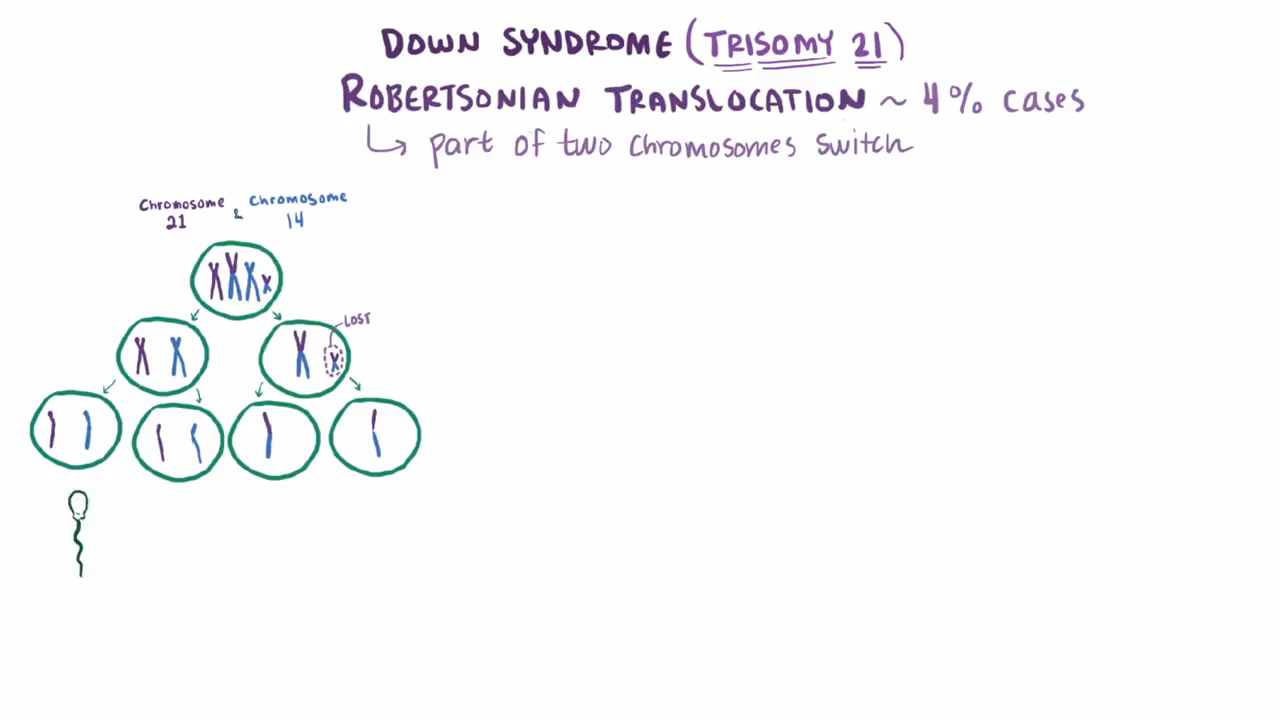 DOWN SYNDROME (TRISOMY 21)
ROBERTSONIAN TRANSLOCATION ~ 4% cases
part of two chromosomes switch
Chromosome 21 & Chromosome 14
LOST